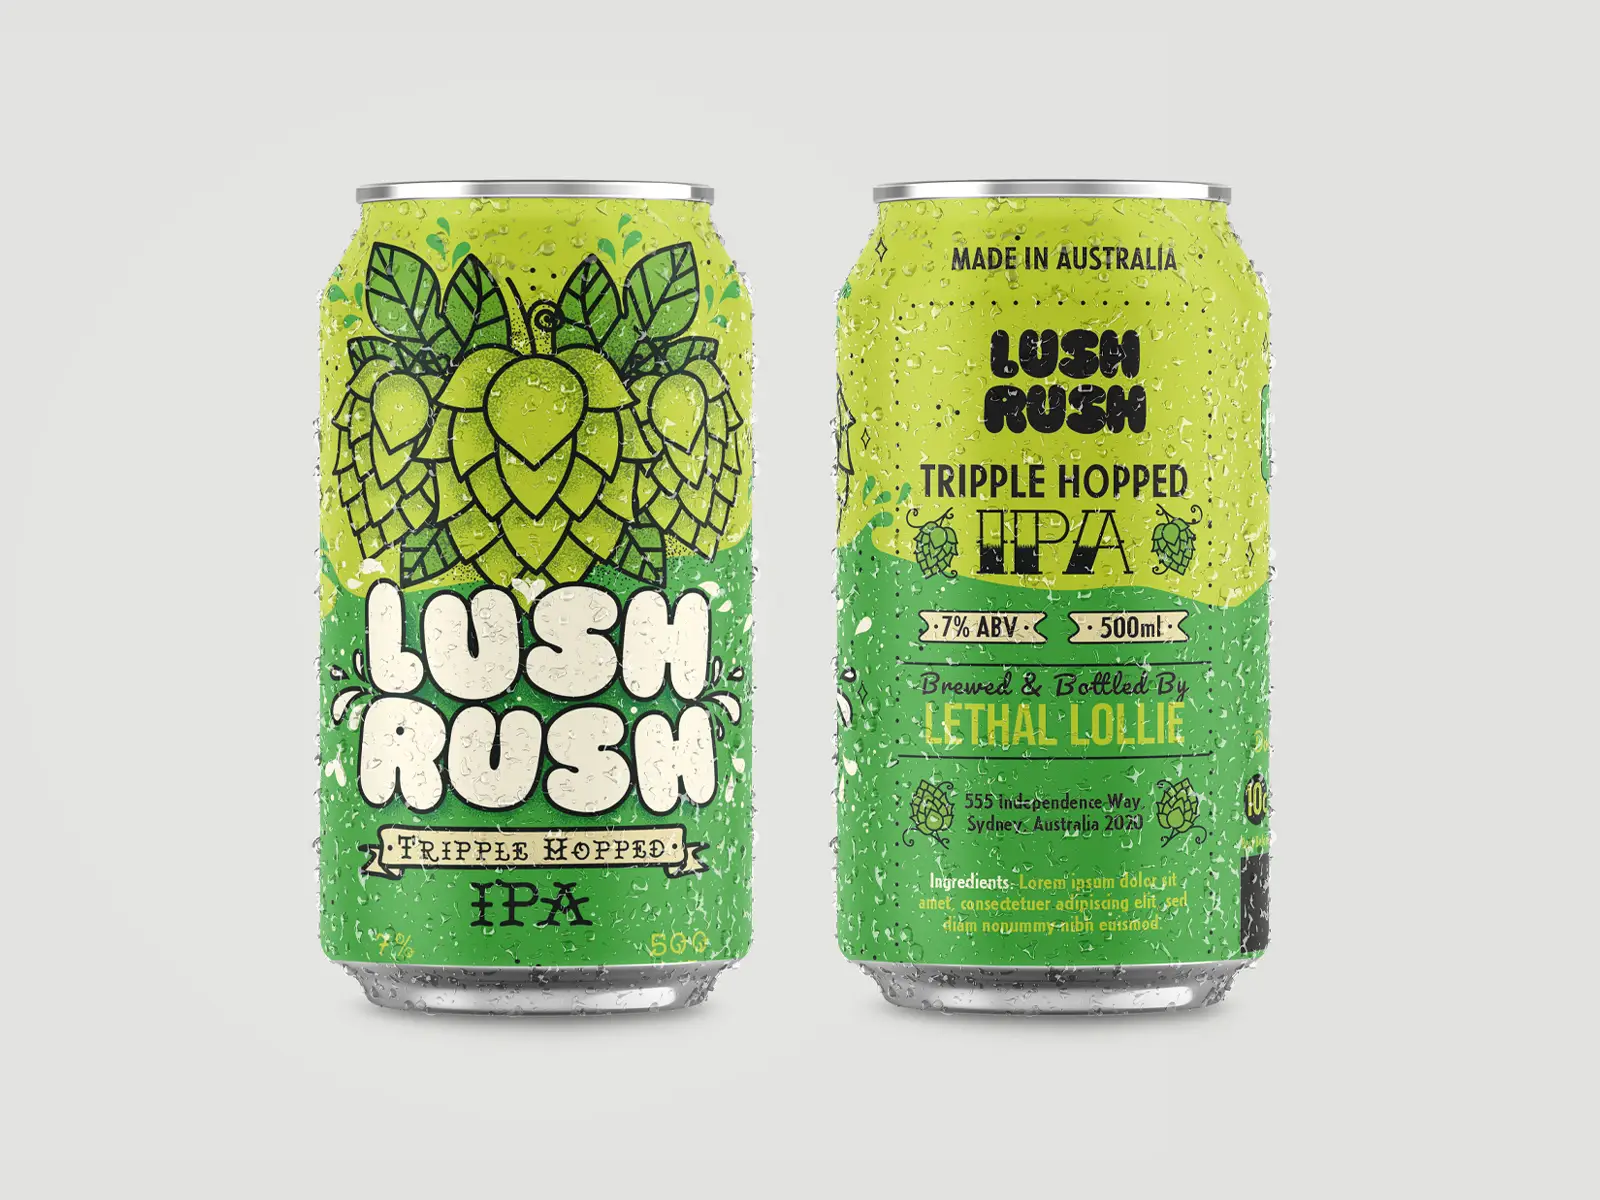 LUSH
RUSH
TRIPPLE HOPPED
IPA
7%
500
MADE IN AUSTRALIA
LUSH
RUSH
TRIPPLE HOPPED
IPA
7% ABV
500ml
Brewed & Bottled By
LETHAL LOLLIE
555 Independence Way,
Sydney, Australia 2020
Ingredients: Lorem ipsum dolor sit
amet, consectetuer adipiscing elit, sed
diam nonummy nibh euismod.
10